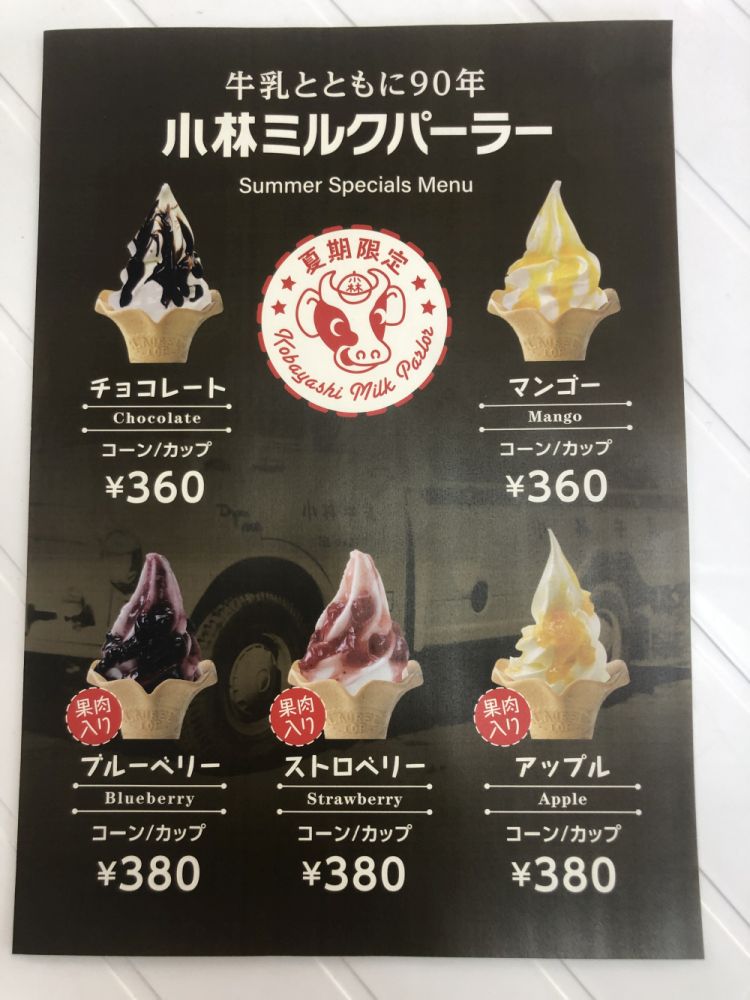 牛乳とともに90年
小林ミルクパーラー
Summer Specials Menu
夏期限定
小林
Kobayashi Milk Parlor
チョコレート
Chocolate
コーン/カップ
¥360
マンゴー
Mango
コーン/カップ
¥360
果肉
入り
ブルーベリー
Blueberry
コーン/カップ
¥380
果肉
入り
ストロベリー
Strawberry
コーン/カップ
¥380
果肉
入り
アップル
Apple
コーン/カップ
¥380